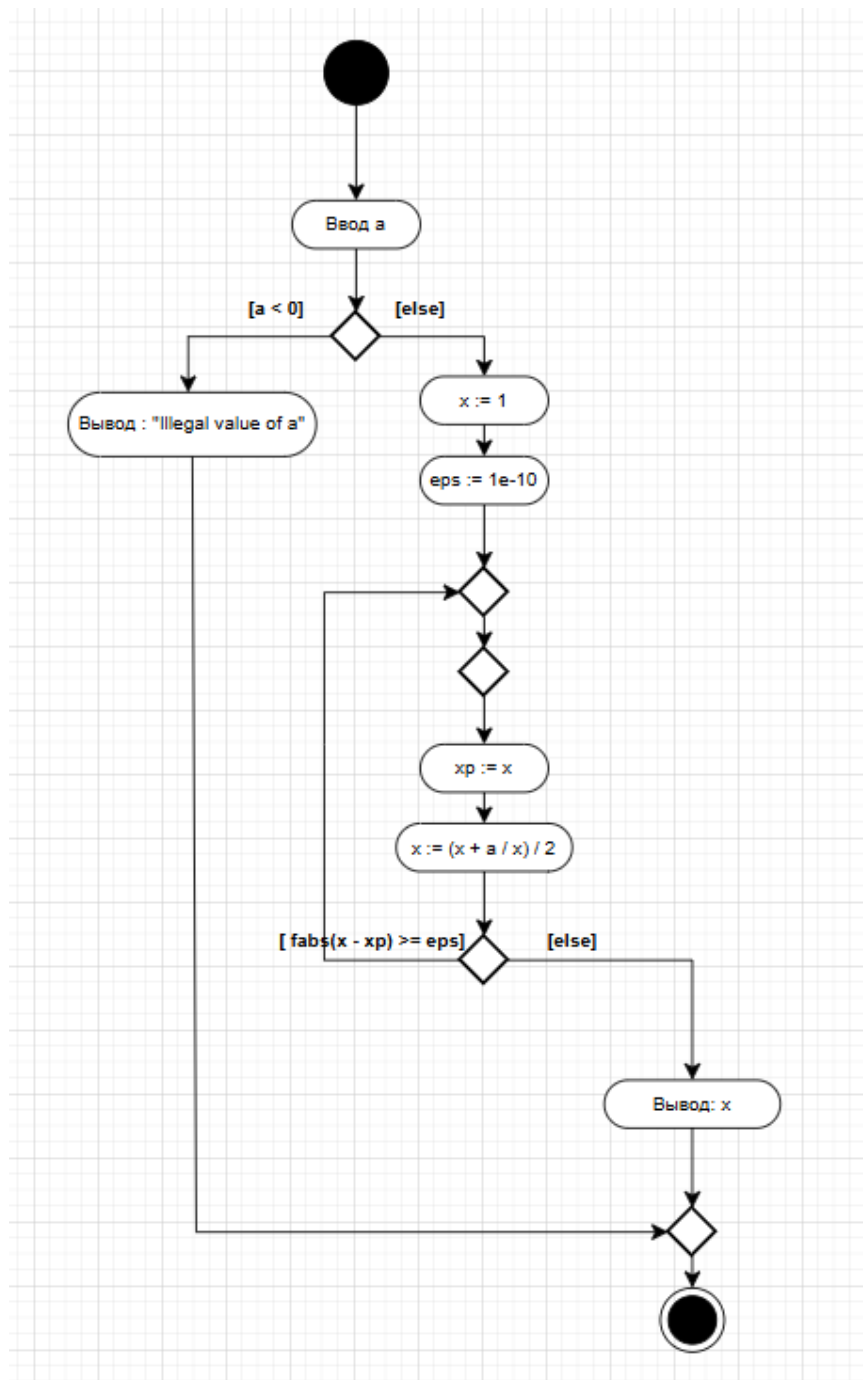 Ввод a
[a < 0]
[else]
Вывод : "Illegal value of a"
x := 1
eps := 1e-10
xp := x
x := (x + a / x) / 2
[ fabs(x - xp) >= eps]
[else]
Вывод: x